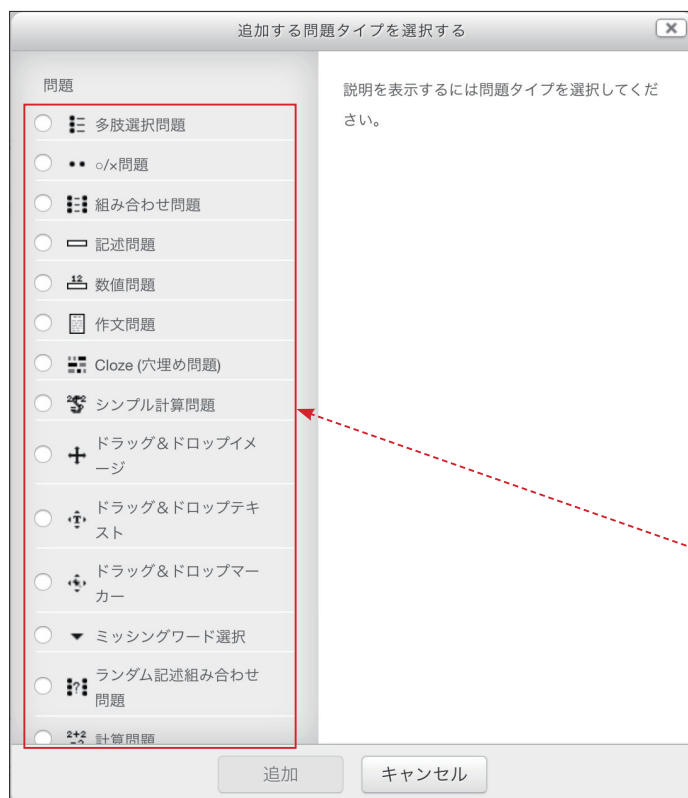 追加する問題タイプを選択する
問題
説明を表示するには問題タイプを選択してくだ
さい。
多肢選択問題
○/×問題
組み合わせ問題
記述問題
12
数値問題
作文問題
Cloze (穴埋め問題)
シンプル計算問題
ドラッグ＆ドロップイメ
ージ
ドラッグ＆ドロップテキ
スト
ドラッグ＆ドロップマー
カー
ミッシングワード選択
ランダム記述組み合わせ
問題
2+2
計算問題
追加
キャンセル